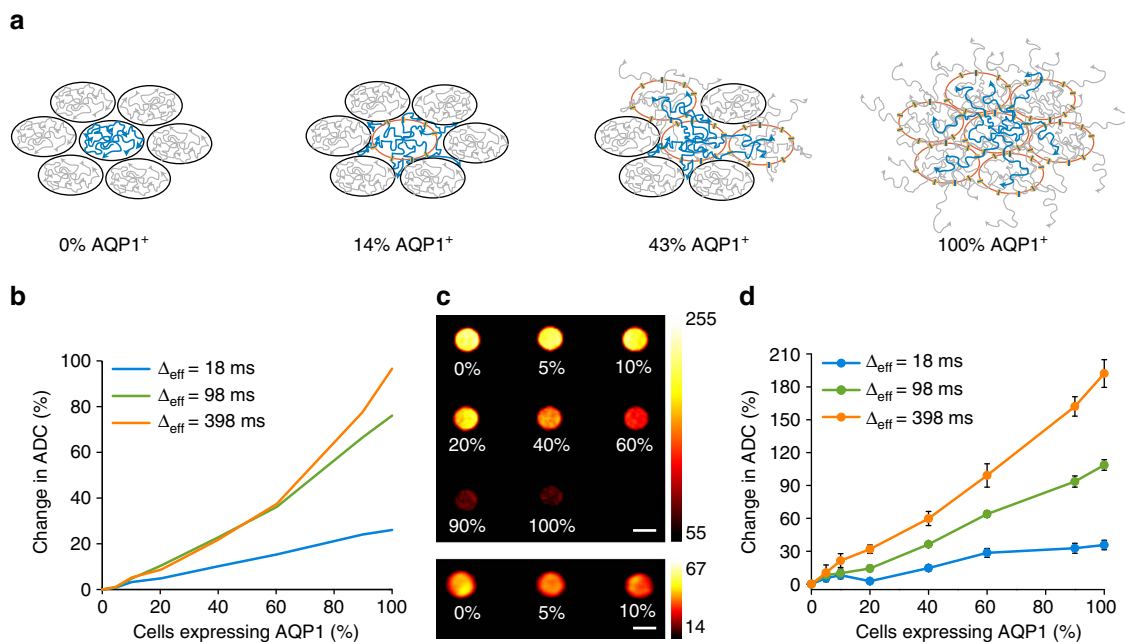 a
0% AQP1⁺
14% AQP1⁺
43% AQP1⁺
100% AQP1⁺
b
Change in ADC (%)
100
80
60
40
20
0
Δeff = 18 ms
Δeff = 98 ms
Δeff = 398 ms
0 20 40 60 80 100
Cells expressing AQP1 (%)
c
0% 5% 10%
20% 40% 60%
90% 100%
255
55
0% 5% 10%
67
14
d
Change in ADC (%)
210
180
150
120
90
60
30
0
Δeff = 18 ms
Δeff = 98 ms
Δeff = 398 ms
0 20 40 60 80 100
Cells expressing AQP1 (%)